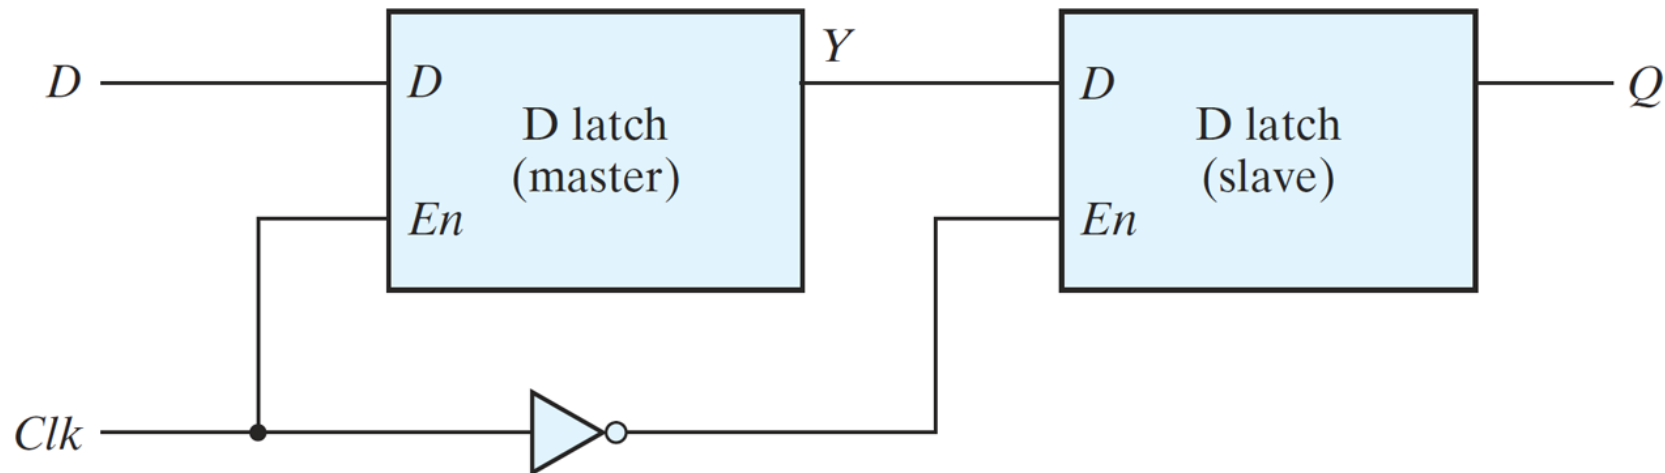 D
D
D latch
(master)
En
Y
D
D latch
(slave)
En
Q
Clk